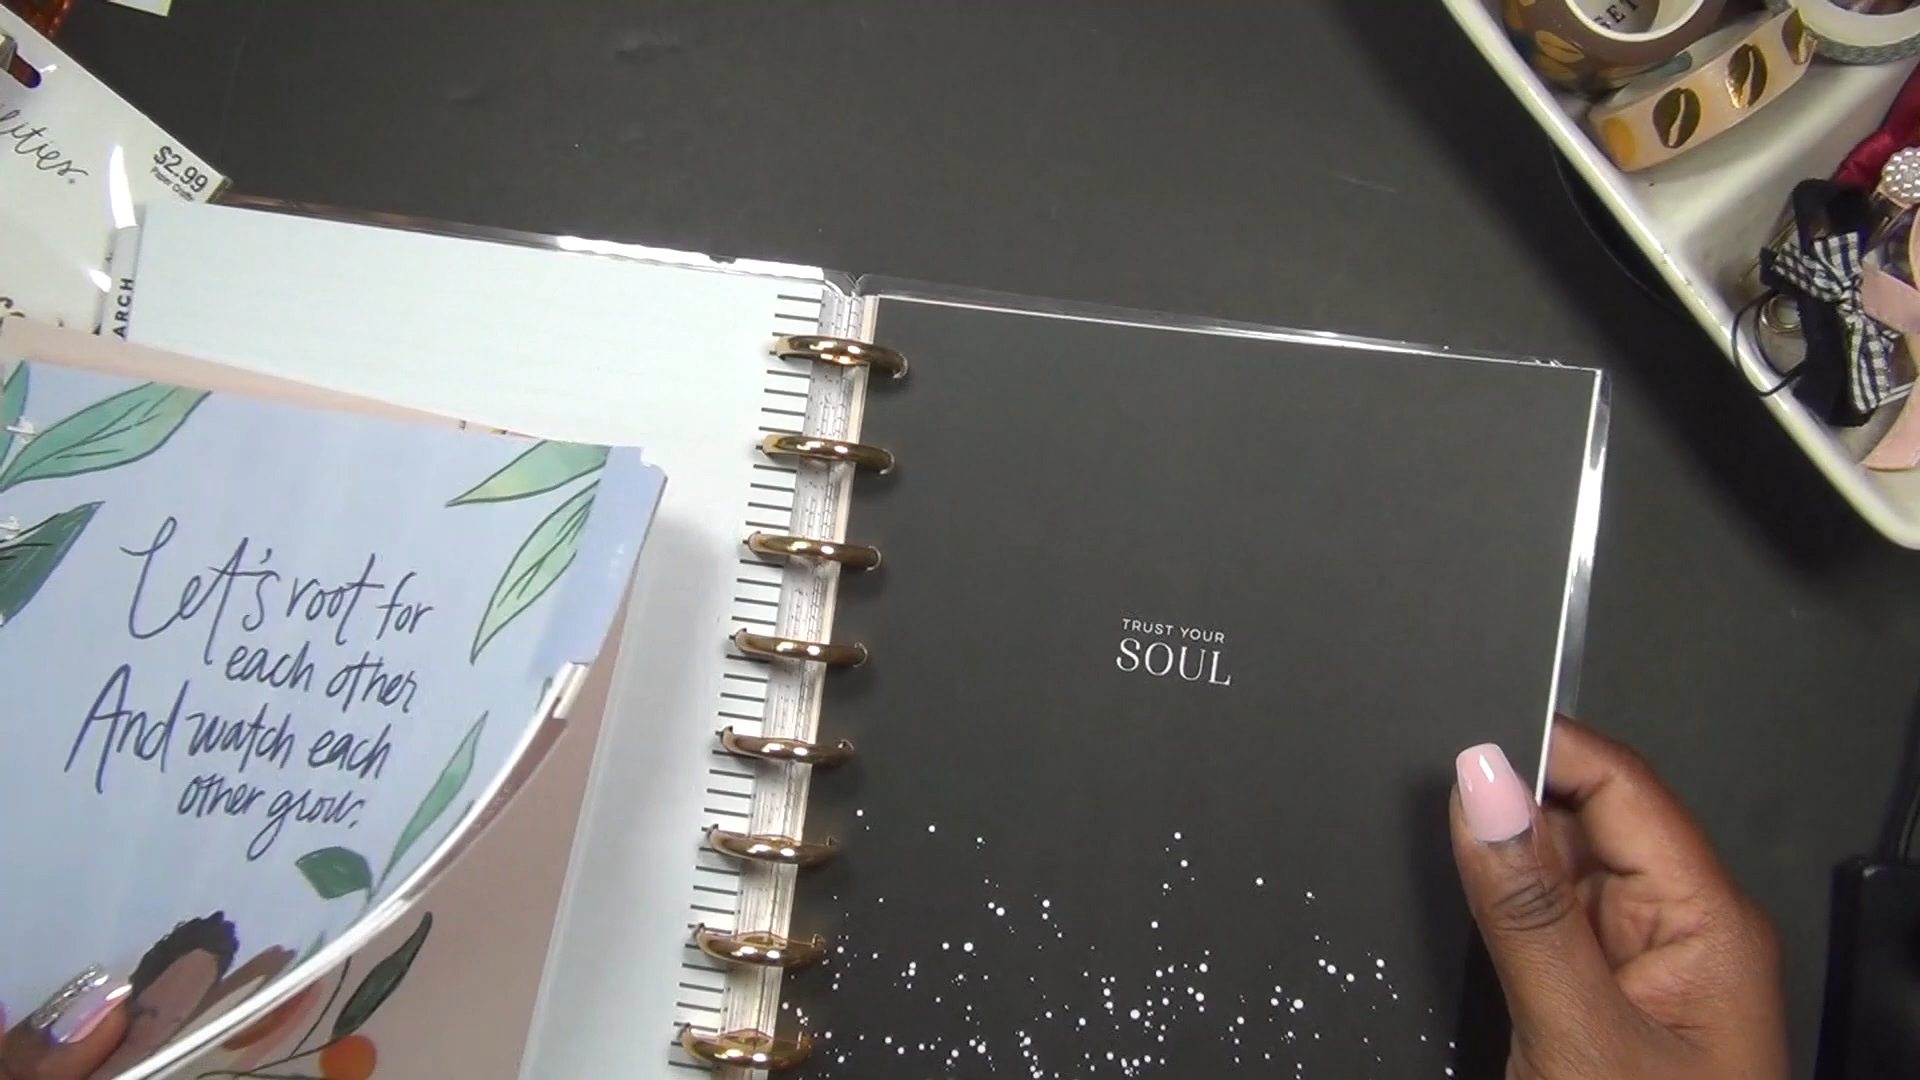 $2.99
ARCH
Let's root for
each other
And watch each
other grow.
TRUST YOUR
SOUL